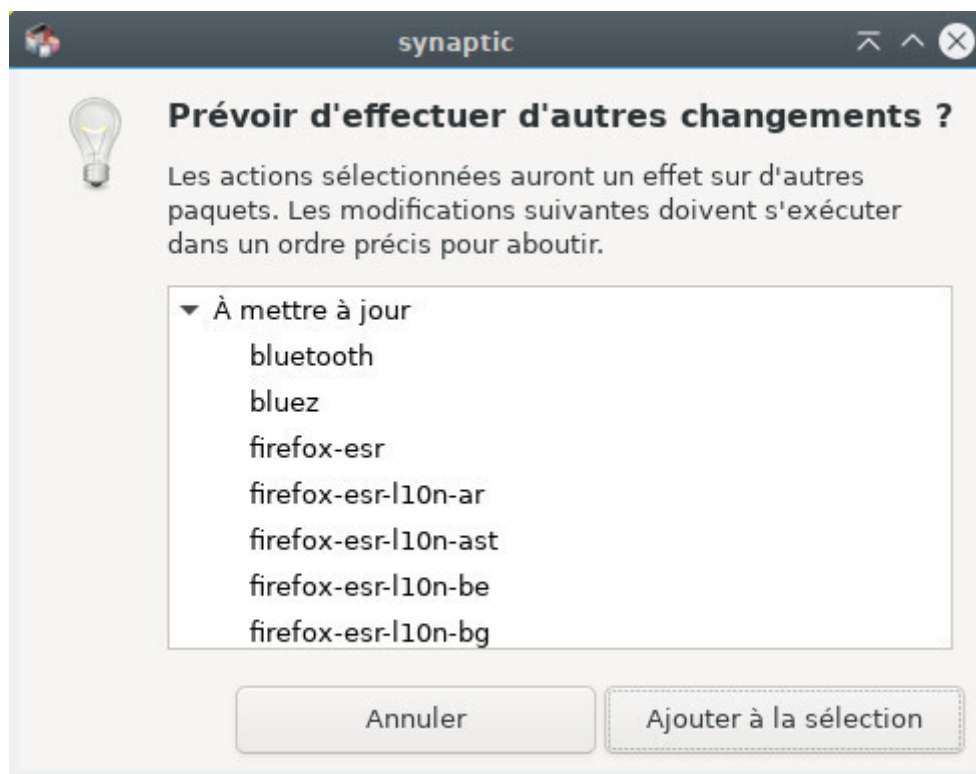 synaptic
Prévoir d'effectuer d'autres changements ?
Les actions sélectionnées auront un effet sur d'autres
paquets. Les modifications suivantes doivent s'exécuter
dans un ordre précis pour aboutir.
À mettre à jour
bluetooth
bluez
firefox-esr
firefox-esr-l10n-ar
firefox-esr-l10n-ast
firefox-esr-l10n-be
firefox-esr-l10n-bg
Annuler
Ajouter à la sélection